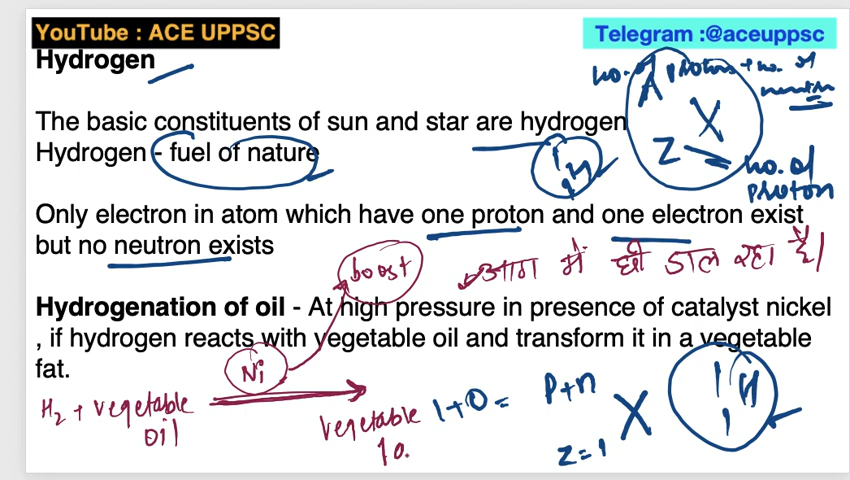 YouTube : ACE UPPSC
Telegram :@aceuppsc
Hydrogen
no. of protons + no. of
neutron
A
X
Z
no. of
proton
The basic constituents of sun and star are hydrogen
Hydrogen - fuel of nature
1
1H
Only electron in atom which have one proton and one electron exist
but no neutron exists
boost
आग में घी डाल रहा है|
Hydrogenation of oil - At high pressure in presence of catalyst nickel
, if hydrogen reacts with vegetable oil and transform it in a vegetable
fat.
Ni
H2 + vegetable
oil
vegetable
1+0 =
P+n
X
Z=1
1
H
1